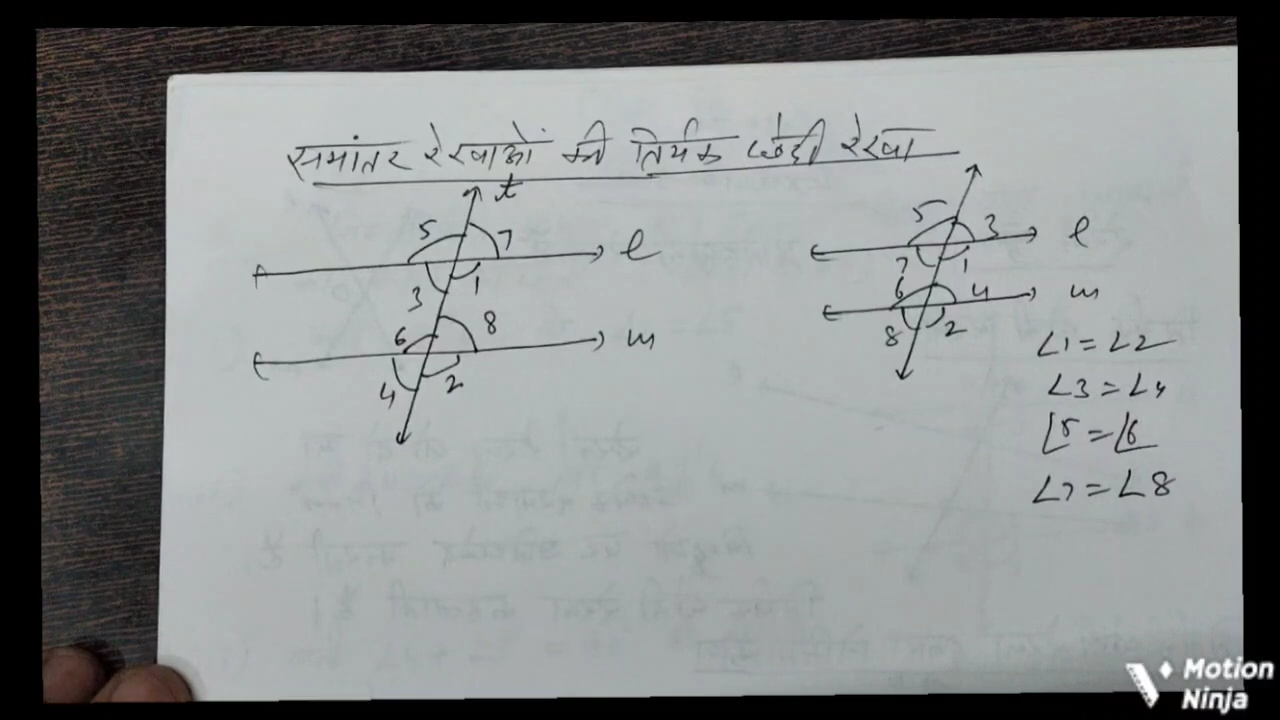 समांतर रेखाओं की तिर्यक छेदी रेखा
t
5 7
l
3 1
6 8
m
4 2
5 3
l
7 1
6 4
m
8 2
∠1 = ∠2
∠3 = ∠4
∠5 = ∠6
∠7 = ∠8
Motion
Ninja